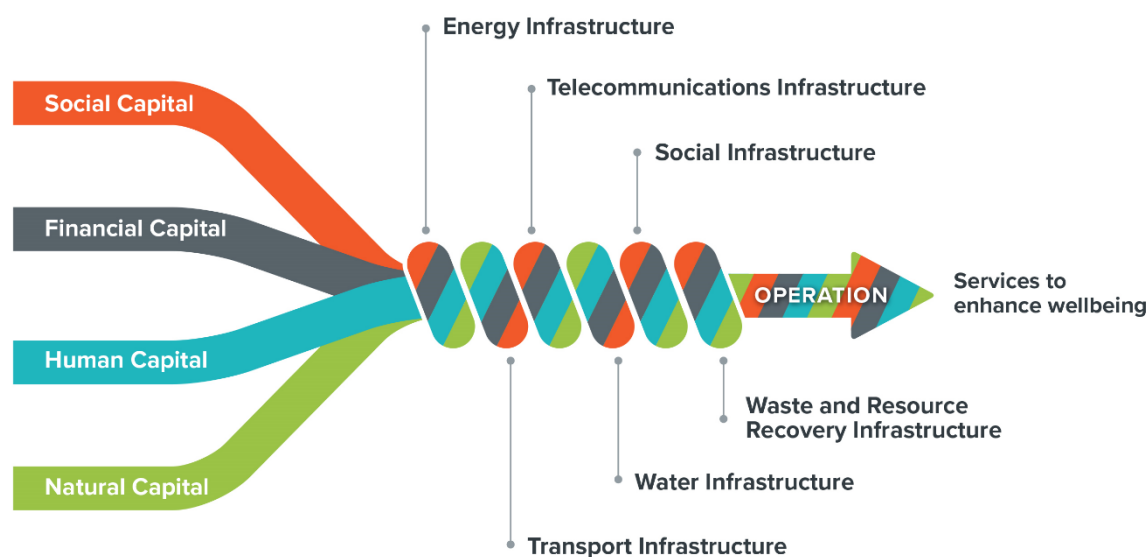 Energy Infrastructure
Telecommunications Infrastructure
Social Capital
Social Infrastructure
Financial Capital
OPERATION
Services to
enhance wellbeing
Human Capital
Waste and Resource
Recovery Infrastructure
Natural Capital
Water Infrastructure
Transport Infrastructure